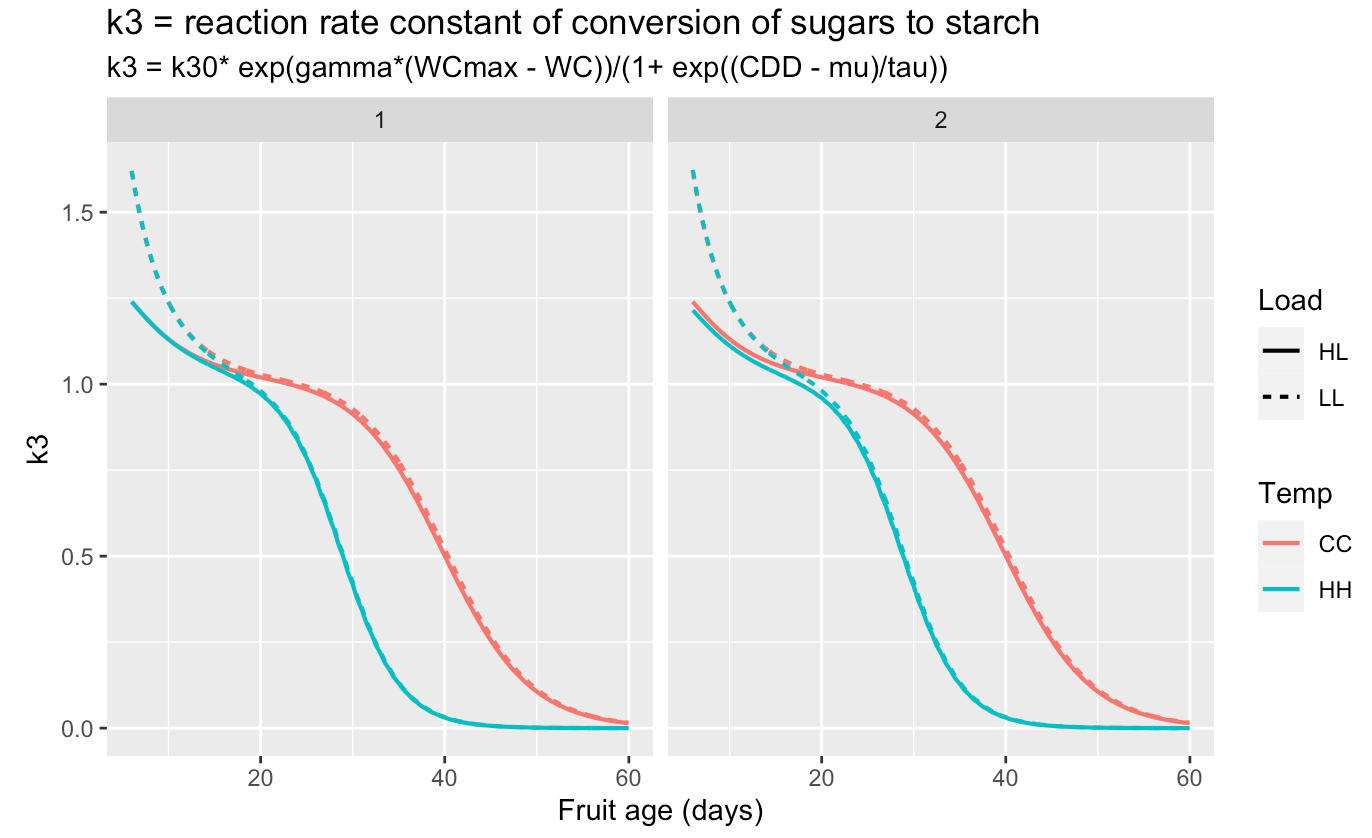 k3 = reaction rate constant of conversion of sugars to starch
k3 = k30* exp(gamma*(WCmax - WC))/(1+ exp((CDD - mu)/tau))
1
2
1.5
1.0
0.5
0.0
k3
20
40
60
20
40
60
Fruit age (days)
Load
HL
LL
Temp
CC
HH